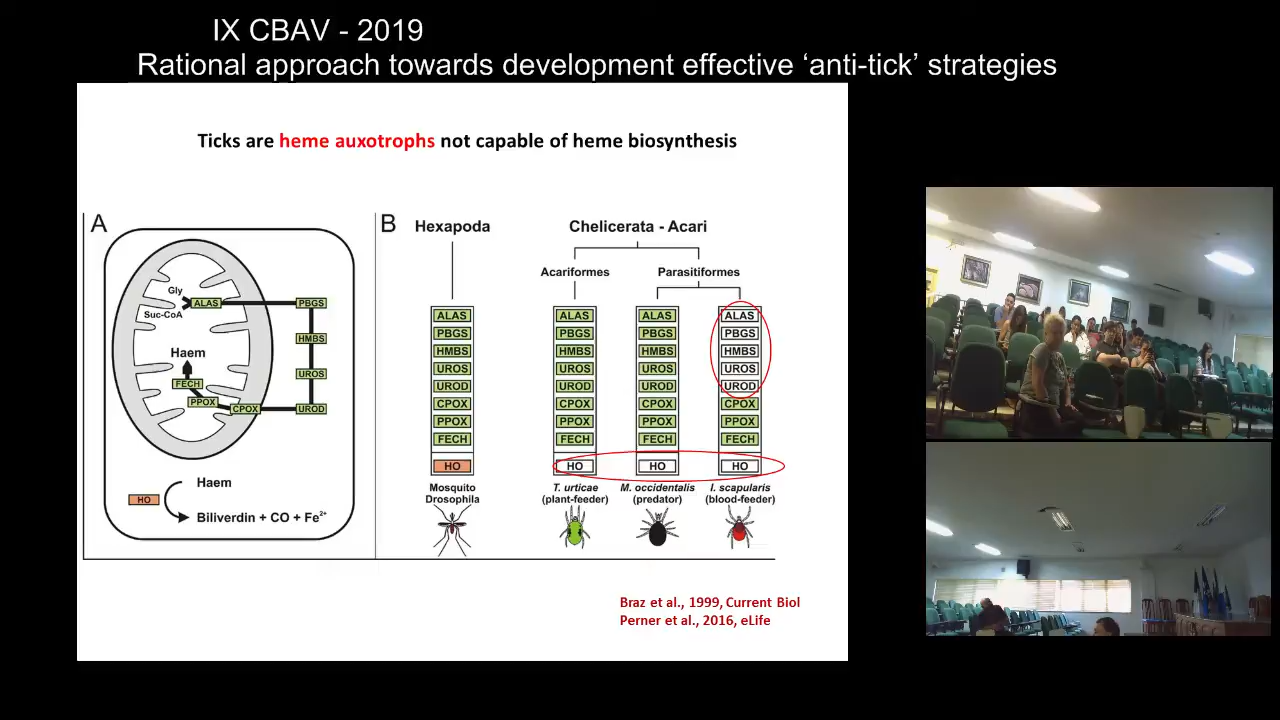 IX CBAV - 2019
Rational approach towards development effective ‘anti-tick’ strategies
Ticks are heme auxotrophs not capable of heme biosynthesis
A
Gly
Suc-CoA
ALAS
PBGS
HMBS
UROS
UROD
CPOX
PPOX
FECH
Haem
Haem
HO
Biliverdin + CO + Fe2+
B
Hexapoda
Chelicerata - Acari
Acariformes
Parasitiformes
ALAS ALAS ALAS ALAS
PBGS PBGS PBGS PBGS
HMBS HMBS HMBS HMBS
UROS UROS UROS UROS
UROD UROD UROD UROD
CPOX CPOX CPOX CPOX
PPOX PPOX PPOX PPOX
FECH FECH FECH FECH
HO HO HO HO
Mosquito
Drosophila
T. urticae
(plant-feeder)
M. occidentalis
(predator)
I. scapularis
(blood-feeder)
Braz et al., 1999, Current Biol
Perner et al., 2016, eLife